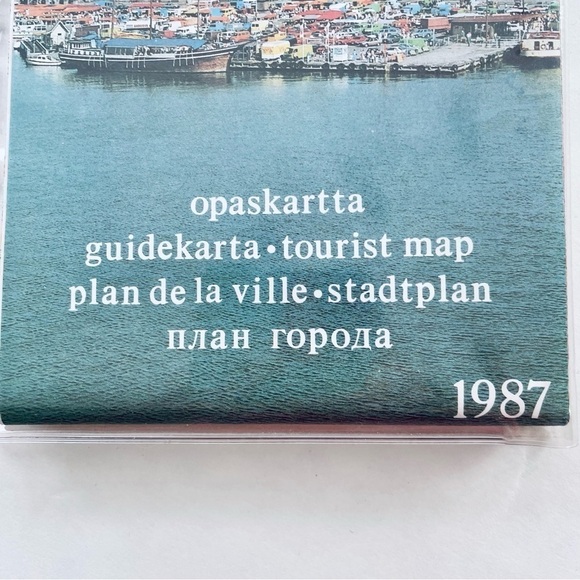 opaskartta
guidekarta • tourist map
plan de la ville • stadtplan
план города
1987